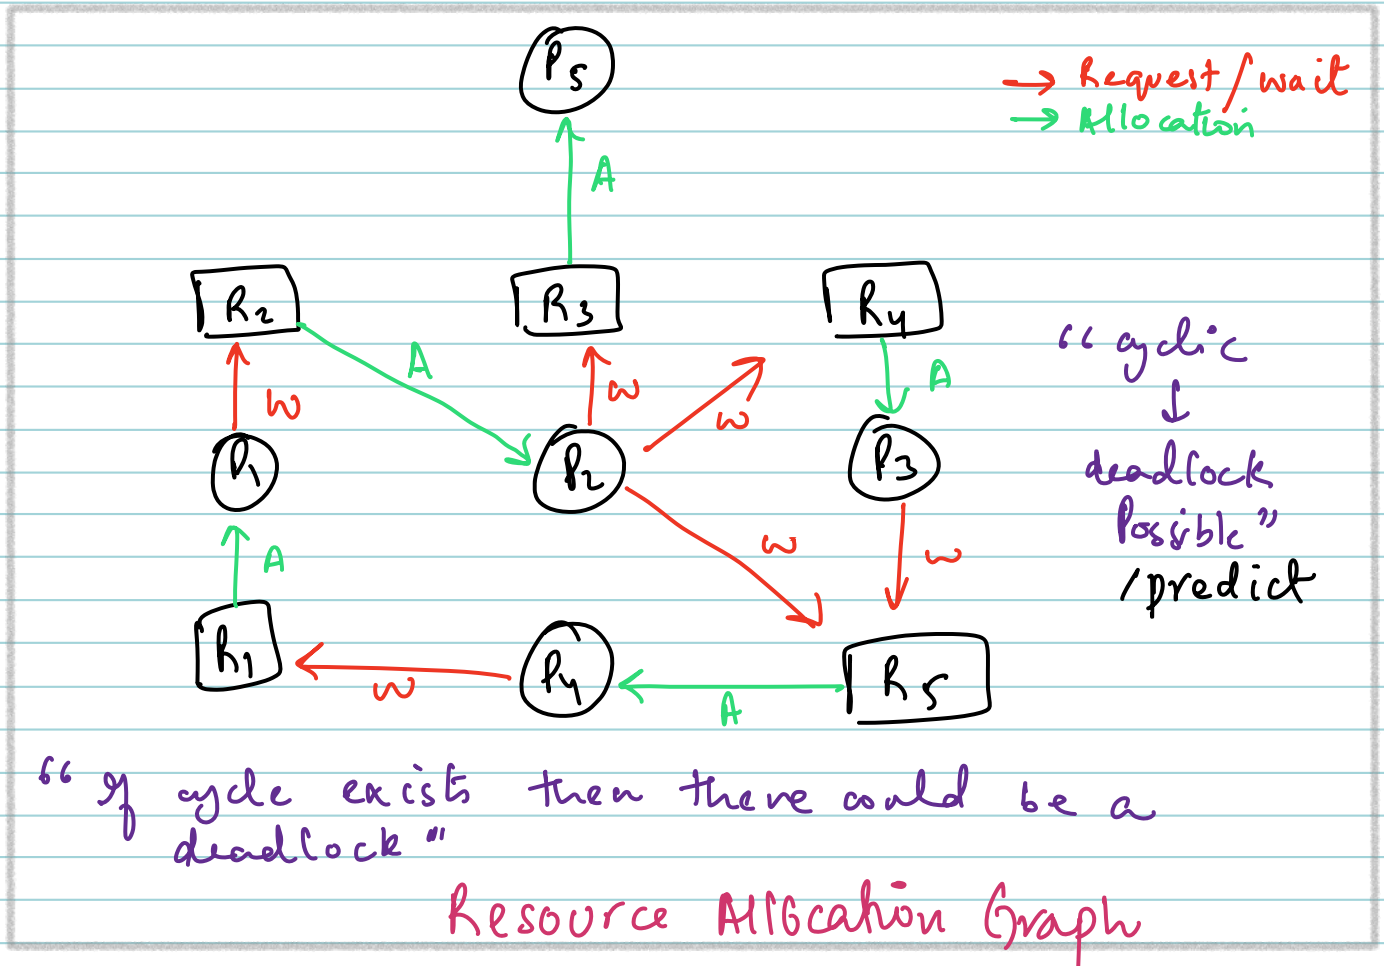 P5
→ Request/wait
→ Allocation
A
R2
R3
R4
A
A
W
W
W
"cyclic
↓
deadlock
Possible"
/predict
P1
P2
P3
A
W
W
R1
W
P4
A
R5
"If cycle exists then there could be a
deadlock"
Resource Allocation Graph